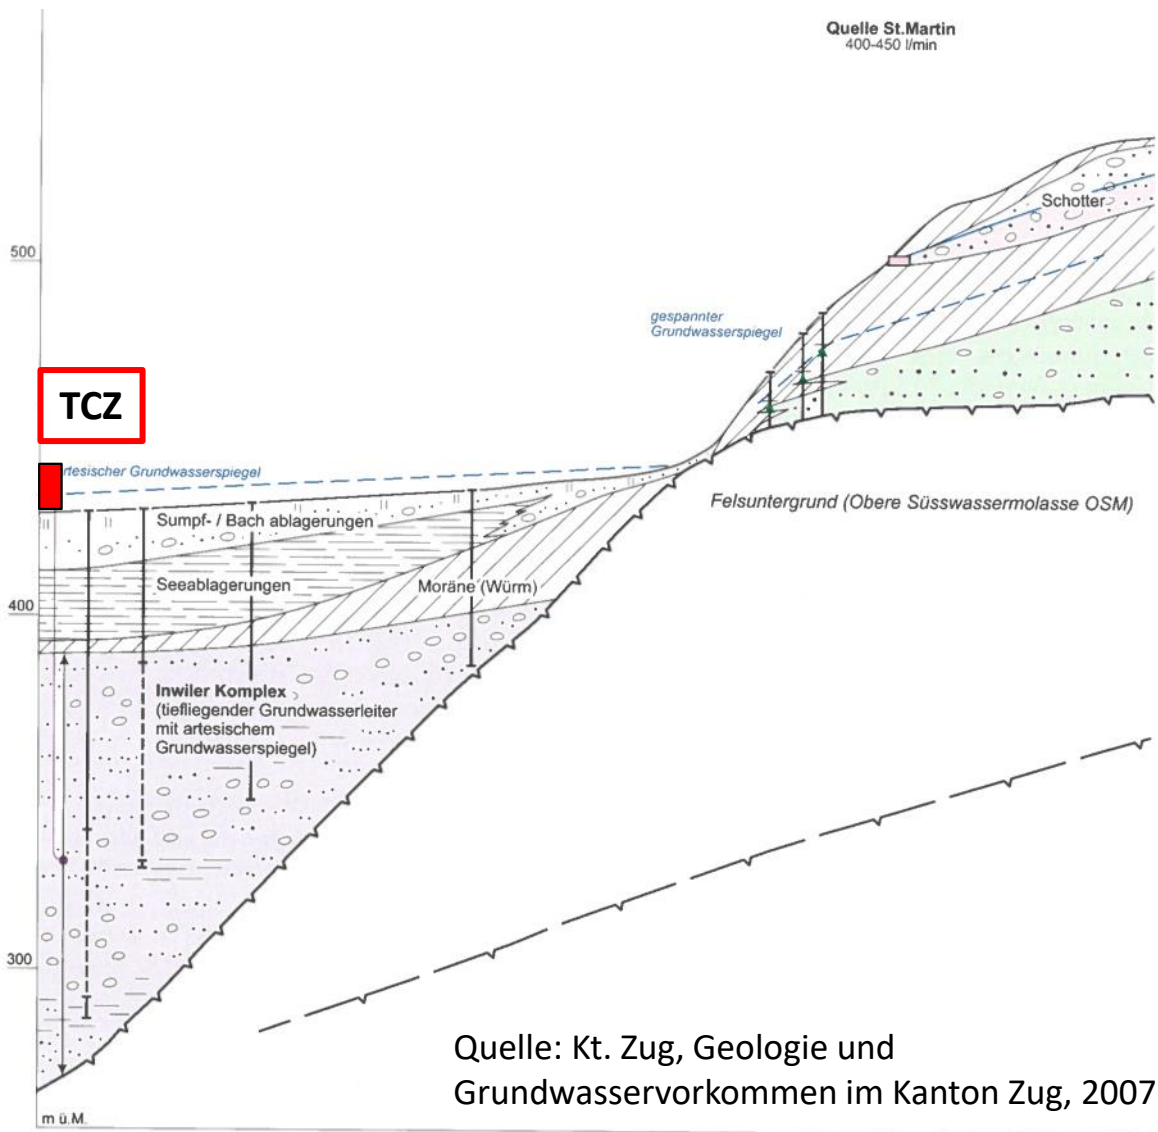 Quelle St.Martin
400-450 l/min
Schotter
500
gespannter
Grundwasserspiegel
TCZ
rtesischer Grundwasserspiegel
Felsuntergrund (Obere Süsswassermolasse OSM)
Sumpf- / Bach ablagerungen
Seeablagerungen
Moräne (Würm)
400
Inwiler Komplex
(tiefliegender Grundwasserleiter
mit artesischem
Grundwasserspiegel)
300
Quelle: Kt. Zug, Geologie und
Grundwasservorkommen im Kanton Zug, 2007
m ü.M.